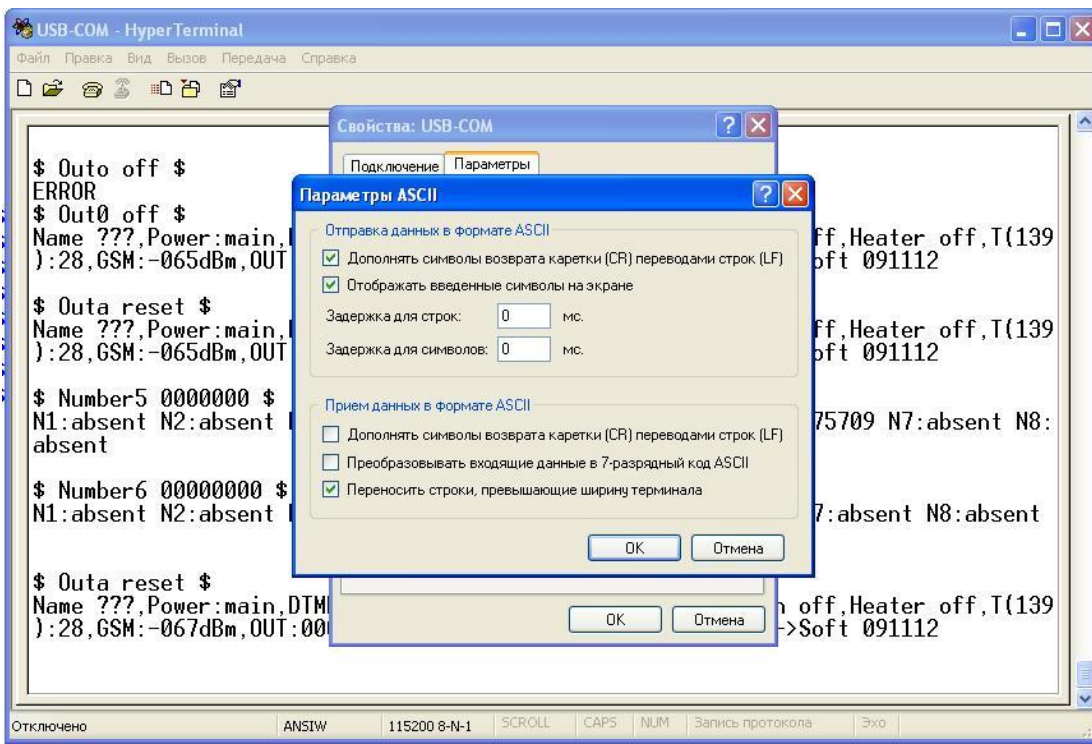 USB-COM - HyperTerminal
Файл Правка Вид Вызов Передача Справка
Свойства: USB-COM
Подключение Параметры
Параметры ASCII
Отправка данных в формате ASCII
Дополнять символы возврата каретки (CR) переводами строк (LF)
Отображать введенные символы на экране
Задержка для строк: 0 мс.
Задержка для символов: 0 мс.
Прием данных в формате ASCII
Дополнять символы возврата каретки (CR) переводами строк (LF)
Преобразовывать входящие данные в 7-разрядный код ASCII
Переносить строки, превышающие ширину терминала
OK Отмена
OK Отмена
$ Outo off $
ERROR
$ Out0 off $
Name ???,Power:main, ff,Heater off,T(139
):28,GSM:-065dBm,OUT oft 091112
$ Outa reset $
Name ???,Power:main, ff,Heater off,T(139
):28,GSM:-065dBm,OUT oft 091112
$ Number5 0000000 $
N1:absent N2:absent 75709 N7:absent N8:
absent
$ Number6 00000000 $
N1:absent N2:absent 7:absent N8:absent
$ Outa reset $
Name ???,Power:main,DTM off,Heater off,T(139
):28,GSM:-067dBm,OUT:00 ->Soft 091112
Отключено ANSIW 115200 8-N-1 SCROLL CAPS NUM Запись протокола Эхо